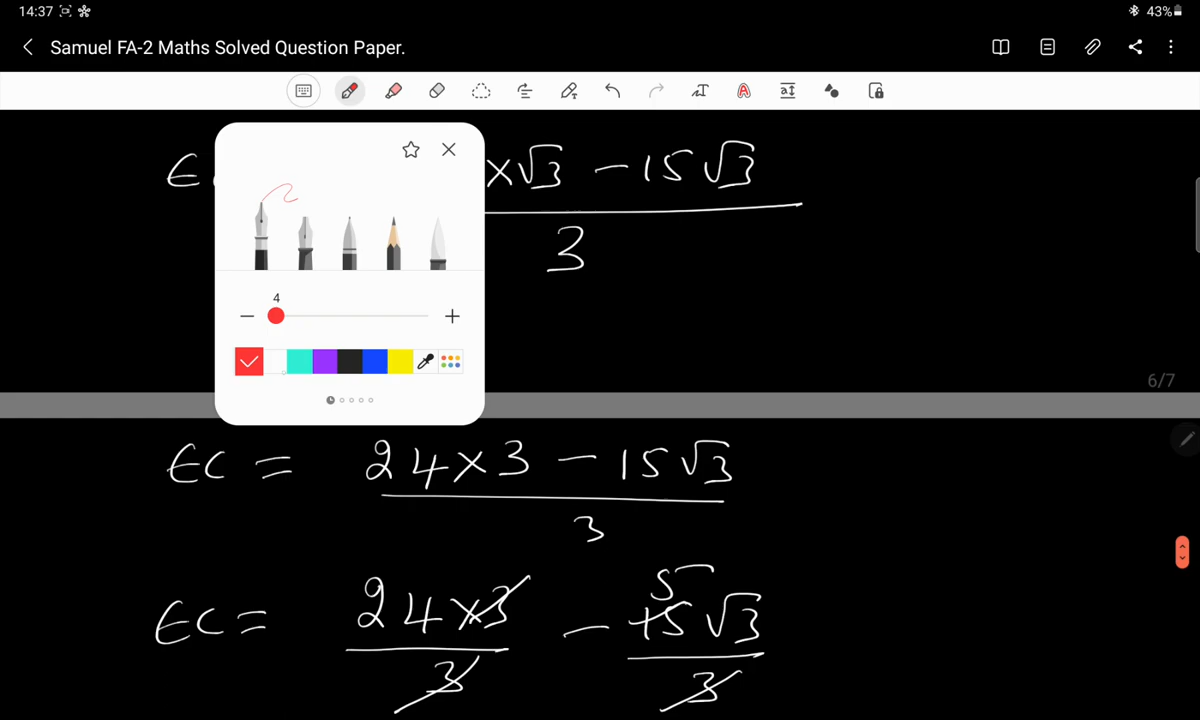 14:37 43%
Samuel FA-2 Maths Solved Question Paper.
E ×√3 – 15√3
3
4
6/7
EC = 24×3 – 15√3
3
5
EC = 24×3 – 15√3
3 3